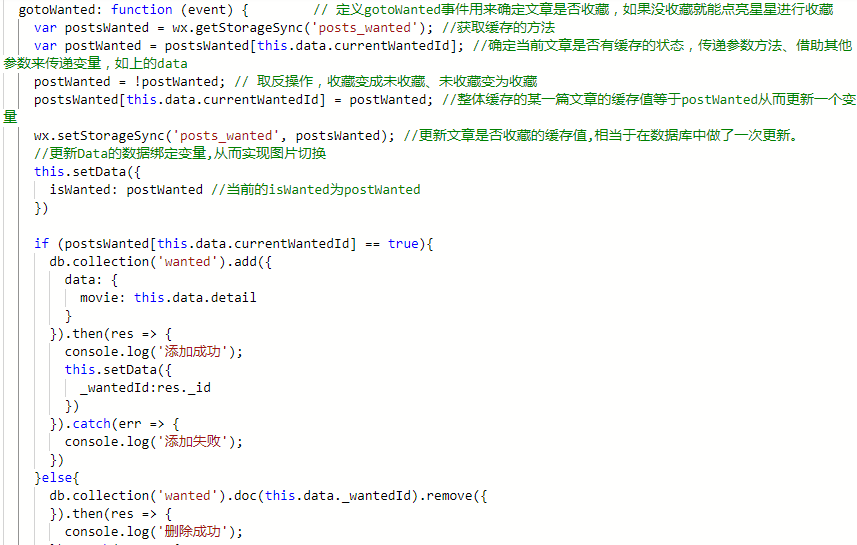 gotoWanted: function (event) {        // 定义gotoWanted事件用来确定文章是否收藏，如果没收藏就能点亮星星进行收藏
  var postsWanted = wx.getStorageSync('posts_wanted'); //获取缓存的方法
  var postWanted = postsWanted[this.data.currentWantedId]; //确定当前文章是否有缓存的状态，传递参数方法、借助其他
参数来传递变量，如上的data
  postWanted = !postWanted; // 取反操作，收藏变成未收藏、未收藏变为收藏
  postsWanted[this.data.currentWantedId] = postWanted; //整体缓存的某一篇文章的缓存值等于postWanted从而更新一个变
量
  wx.setStorageSync('posts_wanted', postsWanted); //更新文章是否收藏的缓存值,相当于在数据库中做了一次更新。
  //更新Data的数据绑定变量,从而实现图片切换
  this.setData({
    isWanted: postWanted //当前的isWanted为postWanted
  })
  if (postsWanted[this.data.currentWantedId] == true){
    db.collection('wanted').add({
      data: {
        movie: this.data.detail
      }
    }).then(res => {
      console.log('添加成功');
      this.setData({
        _wantedId:res._id
      })
    }).catch(err => {
      console.log('添加失败');
    })
  }else{
    db.collection('wanted').doc(this.data._wantedId).remove({
    }).then(res => {
      console.log('删除成功');